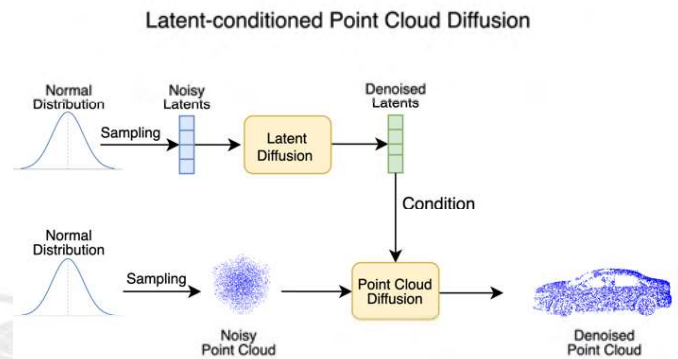 Latent-conditioned Point Cloud Diffusion
Normal
Distribution
Sampling
Noisy
Latents
Latent
Diffusion
Denoised
Latents
Condition
Normal
Distribution
Sampling
Noisy
Point Cloud
Point Cloud
Diffusion
Denoised
Point Cloud